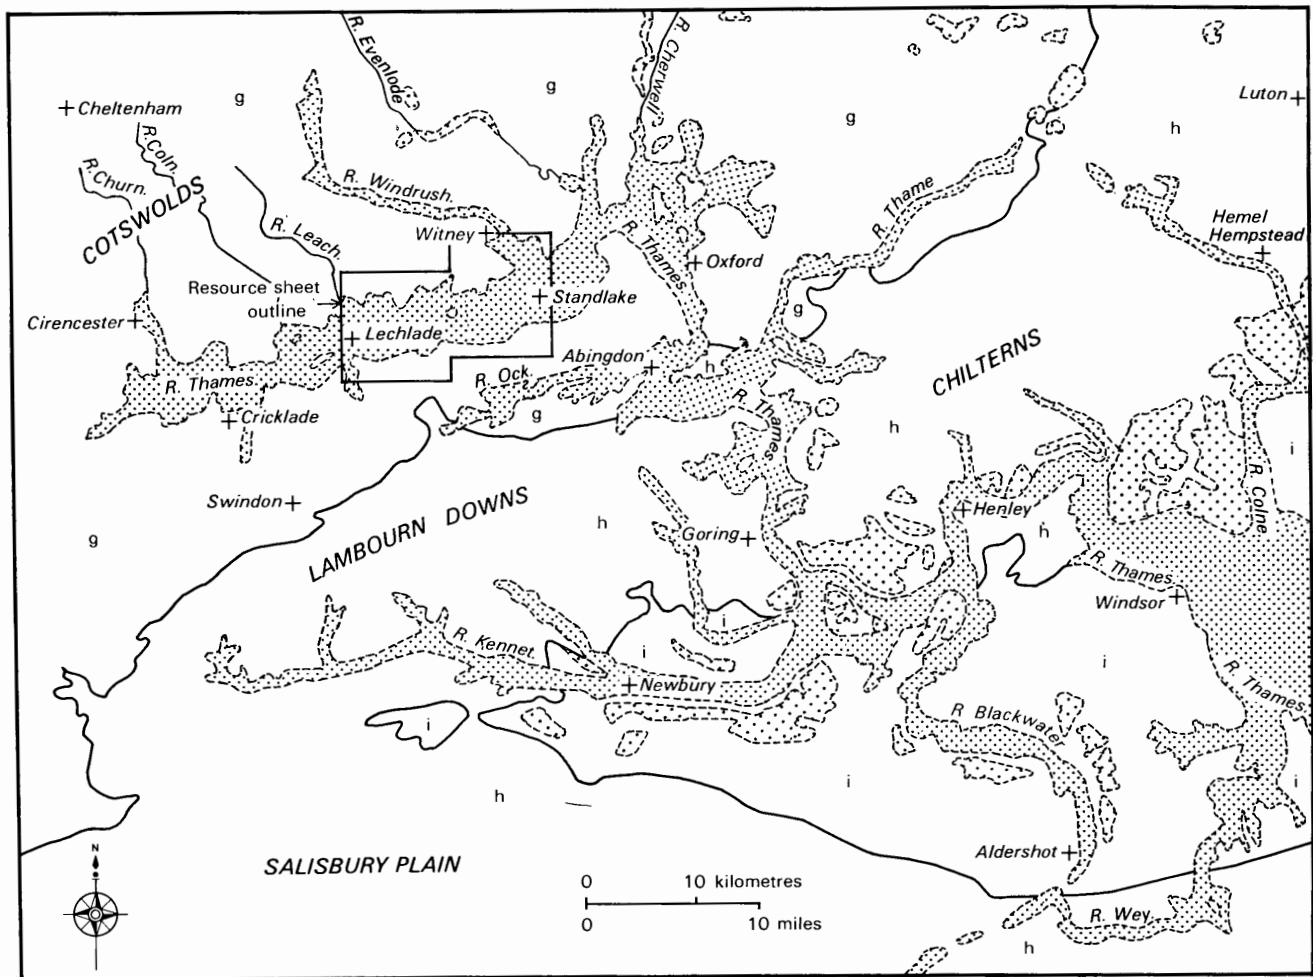 R. Evenlode
R. Cherwell
g
g
Cheltenham
Luton
g
h
R. Coln.
R. Churn.
COTSWOLDS
R. Windrush.
R. Thame
R. Leach.
Witney
R. Thames
Oxford
Hemel
Hempstead
Resource sheet
outline
Standlake
g
Cirencester
Lechlade
Abingdon
h
CHILTERNS
R. Thames.
R. Ock.
g
R. Thames
Cricklade
h
i
R. Colne
Swindon
LAMBOURN DOWNS
h
Henley
g
Goring
h
R. Thames
Windsor
i
R. Kennet.
i
i
Newbury
R. Thames
i
R. Blackwater
h
i
i
SALISBURY PLAIN
Aldershot
N
0 10 kilometres
0 10 miles
R. Wey.
h